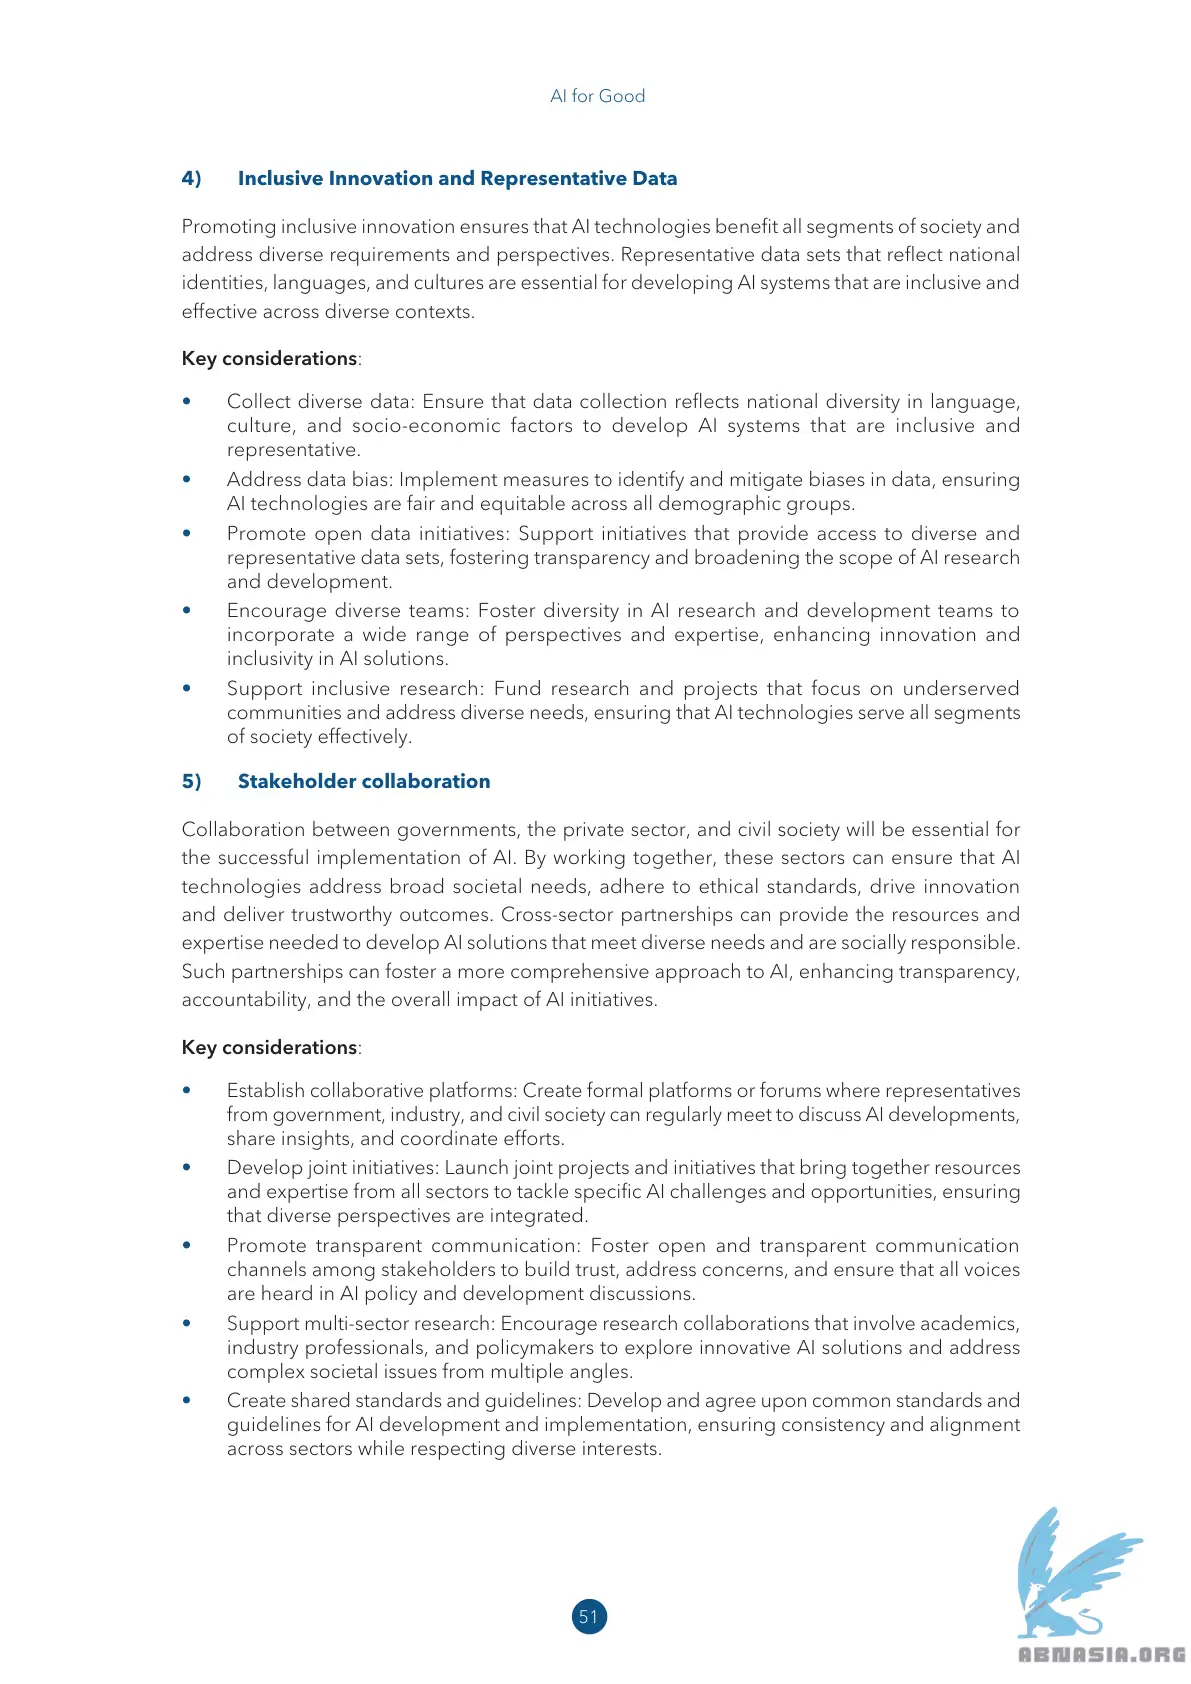 AI for Good
4) Inclusive Innovation and Representative Data
Promoting inclusive innovation ensures that AI technologies benefit all segments of society and
address diverse requirements and perspectives. Representative data sets that reflect national
identities, languages, and cultures are essential for developing AI systems that are inclusive and
effective across diverse contexts.
Key considerations:
• Collect diverse data: Ensure that data collection reflects national diversity in language,
culture, and socio-economic factors to develop AI systems that are inclusive and
representative.
• Address data bias: Implement measures to identify and mitigate biases in data, ensuring
AI technologies are fair and equitable across all demographic groups.
• Promote open data initiatives: Support initiatives that provide access to diverse and
representative data sets, fostering transparency and broadening the scope of AI research
and development.
• Encourage diverse teams: Foster diversity in AI research and development teams to
incorporate a wide range of perspectives and expertise, enhancing innovation and
inclusivity in AI solutions.
• Support inclusive research: Fund research and projects that focus on underserved
communities and address diverse needs, ensuring that AI technologies serve all segments
of society effectively.
5) Stakeholder collaboration
Collaboration between governments, the private sector, and civil society will be essential for
the successful implementation of AI. By working together, these sectors can ensure that AI
technologies address broad societal needs, adhere to ethical standards, drive innovation
and deliver trustworthy outcomes. Cross-sector partnerships can provide the resources and
expertise needed to develop AI solutions that meet diverse needs and are socially responsible.
Such partnerships can foster a more comprehensive approach to AI, enhancing transparency,
accountability, and the overall impact of AI initiatives.
Key considerations:
• Establish collaborative platforms: Create formal platforms or forums where representatives
from government, industry, and civil society can regularly meet to discuss AI developments,
share insights, and coordinate efforts.
• Develop joint initiatives: Launch joint projects and initiatives that bring together resources
and expertise from all sectors to tackle specific AI challenges and opportunities, ensuring
that diverse perspectives are integrated.
• Promote transparent communication: Foster open and transparent communication
channels among stakeholders to build trust, address concerns, and ensure that all voices
are heard in AI policy and development discussions.
• Support multi-sector research: Encourage research collaborations that involve academics,
industry professionals, and policymakers to explore innovative AI solutions and address
complex societal issues from multiple angles.
• Create shared standards and guidelines: Develop and agree upon common standards and
guidelines for AI development and implementation, ensuring consistency and alignment
across sectors while respecting diverse interests.
51
ABNASIA.ORG